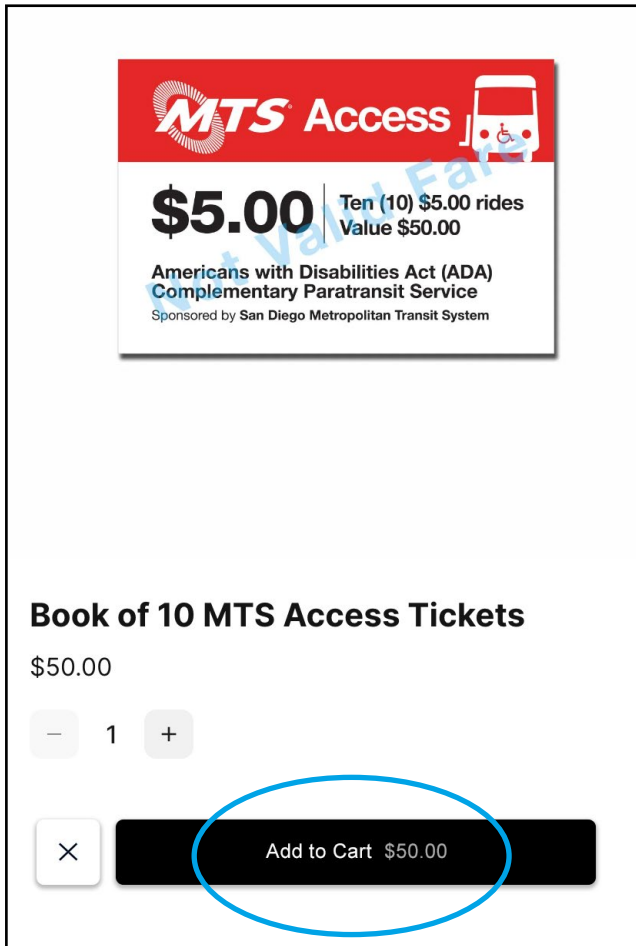 MTS Access
$5.00
Ten (10) $5.00 rides
Value $50.00
Not Valid Fare
Americans with Disabilities Act (ADA)
Complementary Paratransit Service
Sponsored by San Diego Metropolitan Transit System
Book of 10 MTS Access Tickets
$50.00
− 1 +
× Add to Cart $50.00